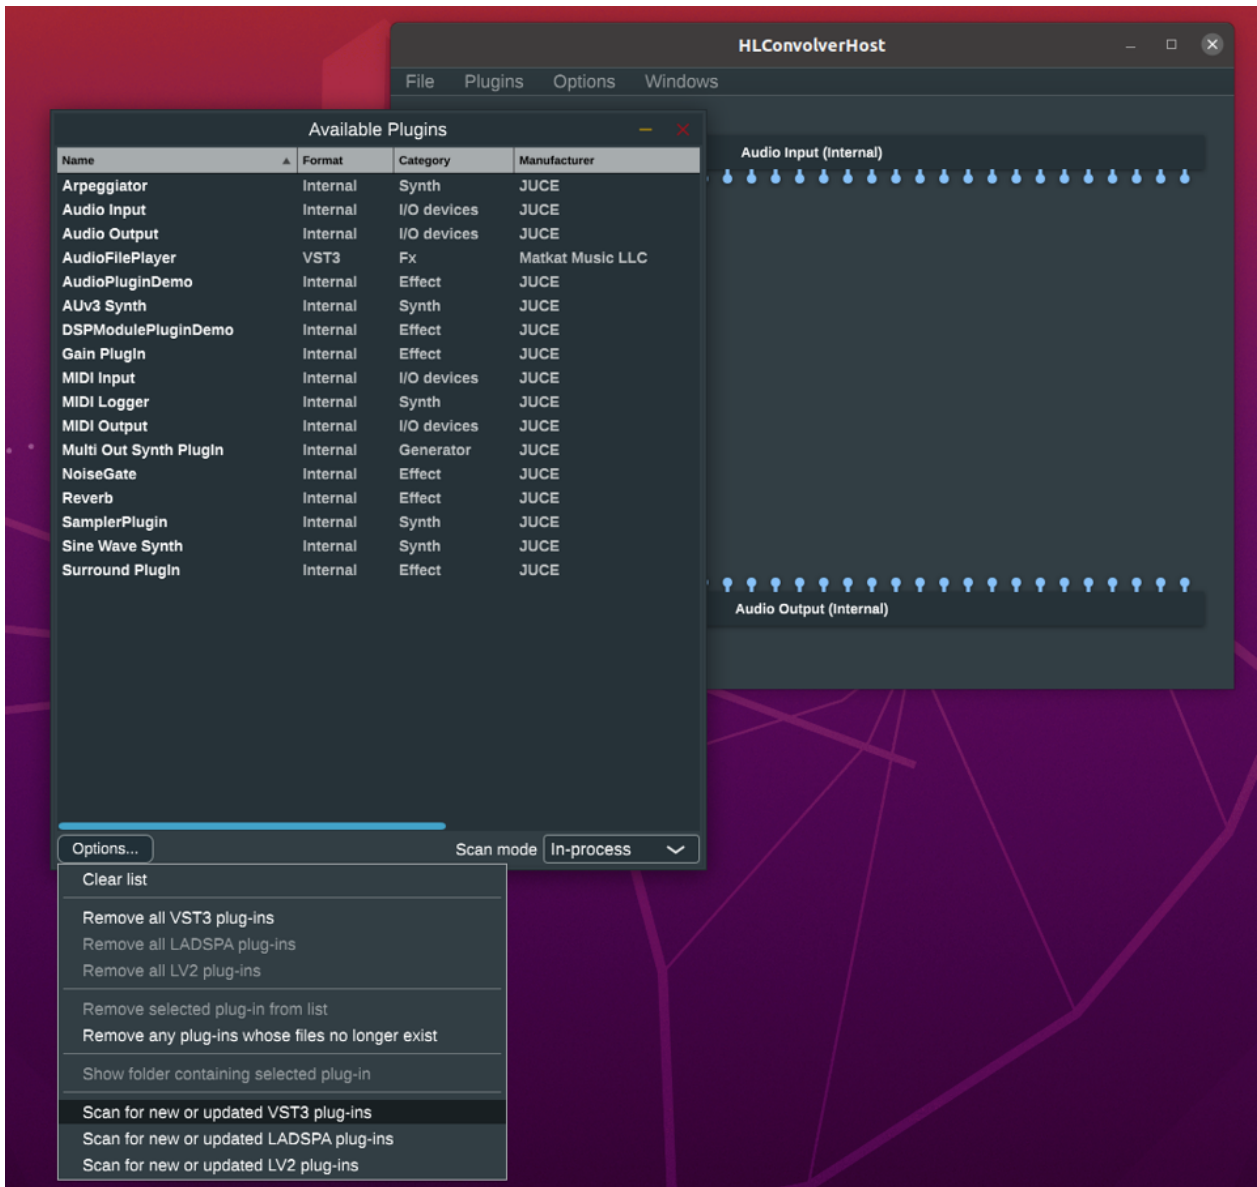 HLConvolverHost
File Plugins Options Windows
Available Plugins
Name Format Category Manufacturer
Arpeggiator Internal Synth JUCE
Audio Input Internal I/O devices JUCE
Audio Output Internal I/O devices JUCE
AudioFilePlayer VST3 Fx Matkat Music LLC
AudioPluginDemo Internal Effect JUCE
AUv3 Synth Internal Synth JUCE
DSPModulePluginDemo Internal Effect JUCE
Gain PlugIn Internal Effect JUCE
MIDI Input Internal I/O devices JUCE
MIDI Logger Internal Synth JUCE
MIDI Output Internal I/O devices JUCE
Multi Out Synth PlugIn Internal Generator JUCE
NoiseGate Internal Effect JUCE
Reverb Internal Effect JUCE
SamplerPlugin Internal Synth JUCE
Sine Wave Synth Internal Synth JUCE
Surround PlugIn Internal Effect JUCE
Audio Input (Internal)
Audio Output (Internal)
Options... Scan mode In-process
Clear list
Remove all VST3 plug-ins
Remove all LADSPA plug-ins
Remove all LV2 plug-ins
Remove selected plug-in from list
Remove any plug-ins whose files no longer exist
Show folder containing selected plug-in
Scan for new or updated VST3 plug-ins
Scan for new or updated LADSPA plug-ins
Scan for new or updated LV2 plug-ins